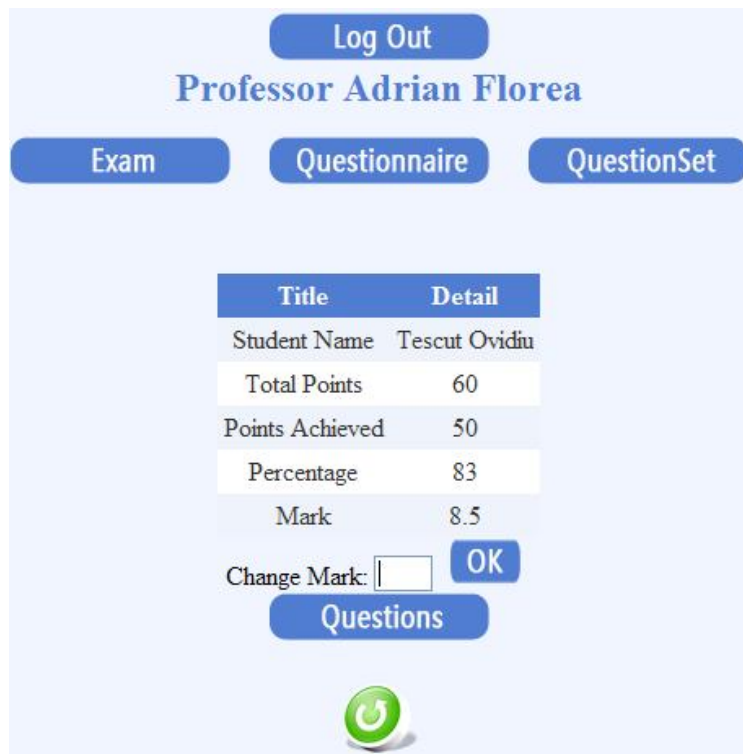 Log Out
Professor Adrian Florea
Exam Questionnaire QuestionSet
Title Detail
Student Name Tescut Ovidiu
Total Points 60
Points Achieved 50
Percentage 83
Mark 8.5
Change Mark: OK
Questions